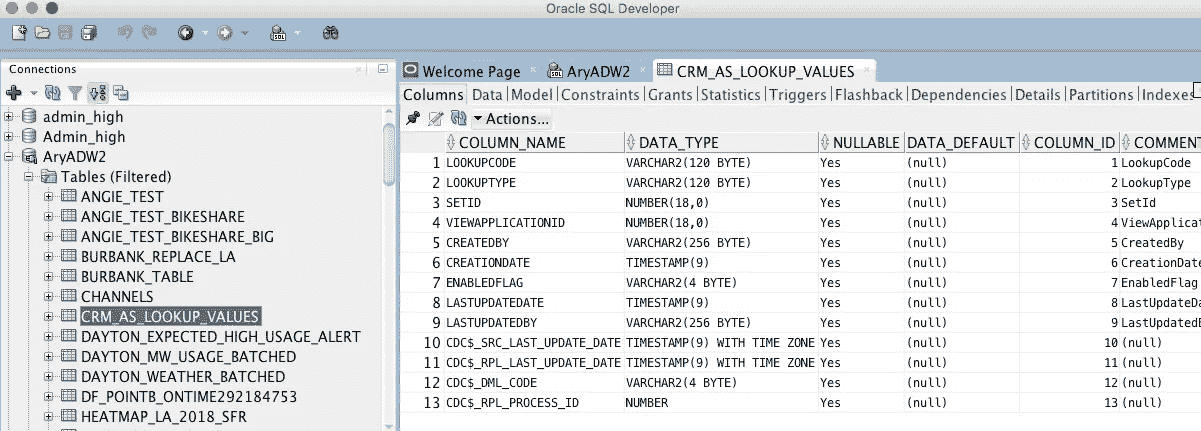 Oracle SQL Developer
Connections
Welcome Page AryADW2 CRM_AS_LOOKUP_VALUES
Columns Data Model Constraints Grants Statistics Triggers Flashback Dependencies Details Partitions Indexes
Actions...
admin_high
Admin_high
AryADW2
Tables (Filtered)
ANGIE_TEST
ANGIE_TEST_BIKESHARE
ANGIE_TEST_BIKESHARE_BIG
BURBANK_REPLACE_LA
BURBANK_TABLE
CHANNELS
CRM_AS_LOOKUP_VALUES
DAYTON_EXPECTED_HIGH_USAGE_ALERT
DAYTON_MW_USAGE_BATCHED
DAYTON_WEATHER_BATCHED
DF_POINTB_ONTIME292184753
HEATMAP_LA_2018_SFR
COLUMN_NAME DATA_TYPE NULLABLE DATA_DEFAULT COLUMN_ID COMMENT
1 LOOKUPCODE VARCHAR2(120 BYTE) Yes (null) 1 LookupCode
2 LOOKUPTYPE VARCHAR2(120 BYTE) Yes (null) 2 LookupType
3 SETID NUMBER(18,0) Yes (null) 3 SetId
4 VIEWAPPLICATIONID NUMBER(18,0) Yes (null) 4 ViewApplicat
5 CREATEDBY VARCHAR2(256 BYTE) Yes (null) 5 CreatedBy
6 CREATIONDATE TIMESTAMP(9) Yes (null) 6 CreationDate
7 ENABLEDFLAG VARCHAR2(4 BYTE) Yes (null) 7 EnabledFlag
8 LASTUPDATEDATE TIMESTAMP(9) Yes (null) 8 LastUpdateDa
9 LASTUPDATEDBY VARCHAR2(256 BYTE) Yes (null) 9 LastUpdatedB
10 CDC$_SRC_LAST_UPDATE_DATE TIMESTAMP(9) WITH TIME ZONE Yes (null) 10 (null)
11 CDC$_RPL_LAST_UPDATE_DATE TIMESTAMP(9) WITH TIME ZONE Yes (null) 11 (null)
12 CDC$_DML_CODE VARCHAR2(4 BYTE) Yes (null) 12 (null)
13 CDC$_RPL_PROCESS_ID NUMBER Yes (null) 13 (null)